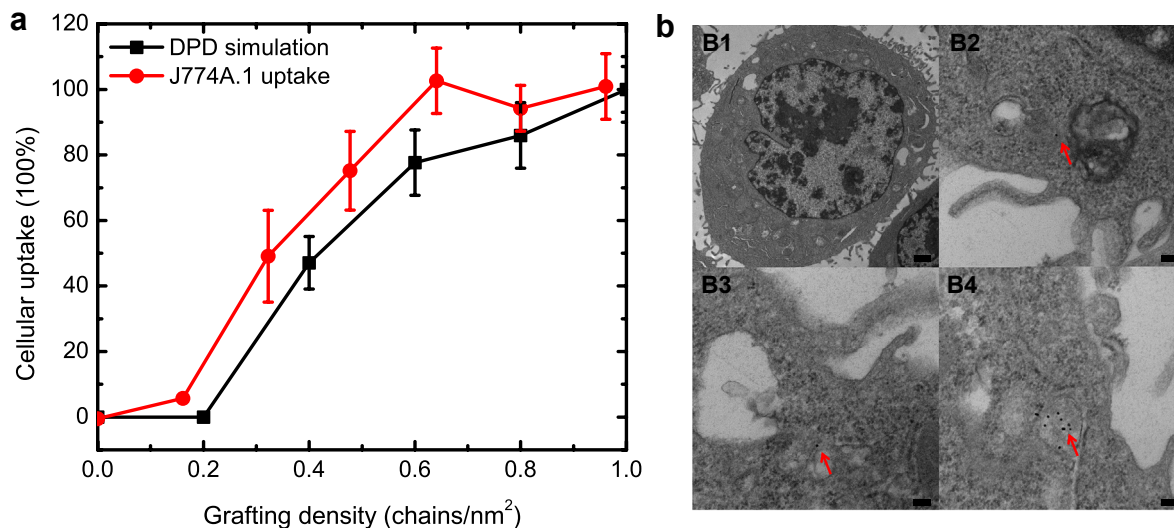 a
DPD simulation
J774A.1 uptake
Cellular uptake (100%)
120
100
80
60
40
20
0
0.0 0.2 0.4 0.6 0.8 1.0
Grafting density (chains/nm²)
b
B1
B2
B3
B4